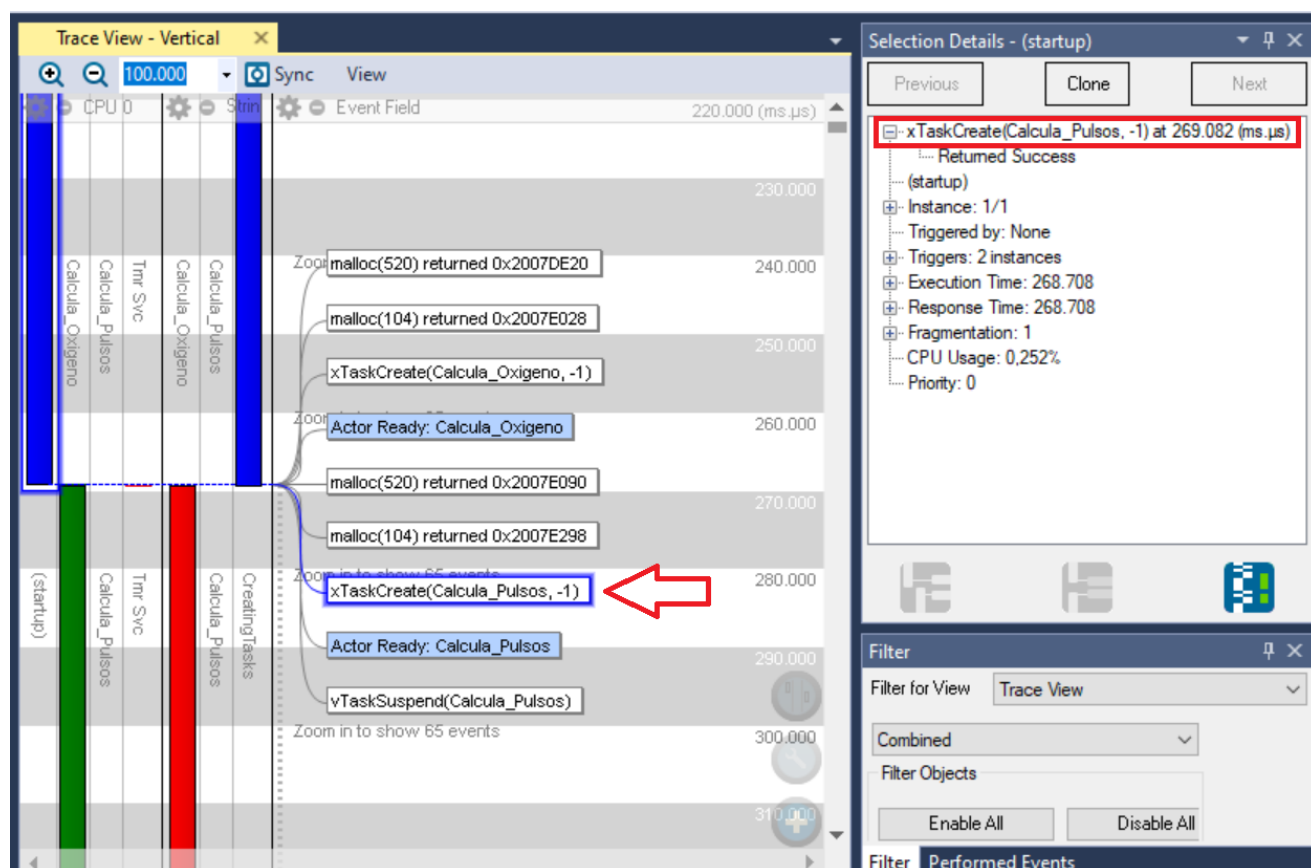 Trace View - Vertical
100.000
Sync
View
CPU 0
Strin
Event Field
220.000 (ms.µs)
230.000
malloc(520) returned 0x2007DE20
240.000
malloc(104) returned 0x2007E028
250.000
xTaskCreate(Calcula_Oxigeno, -1)
Actor Ready: Calcula_Oxigeno
260.000
malloc(520) returned 0x2007E090
270.000
malloc(104) returned 0x2007E298
Zoom in to show 65 events
280.000
xTaskCreate(Calcula_Pulsos, -1)
Actor Ready: Calcula_Pulsos
290.000
vTaskSuspend(Calcula_Pulsos)
Zoom in to show 65 events
300.000
310.000
Calcula_Oxigeno
Calcula_Pulsos
Tmr Svc
Calcula_Oxigeno
Calcula_Pulsos
(startup)
Calcula_Pulsos
Tmr Svc
Calcula_Pulsos
CreatingTasks
Selection Details - (startup)
Previous
Clone
Next
xTaskCreate(Calcula_Pulsos, -1) at 269.082 (ms.µs)
Returned Success
(startup)
Instance: 1/1
Triggered by: None
Triggers: 2 instances
Execution Time: 268.708
Response Time: 268.708
Fragmentation: 1
CPU Usage: 0,252%
Priority: 0
Filter
Filter for View
Trace View
Combined
Filter Objects
Enable All
Disable All
Filter
Performed Events